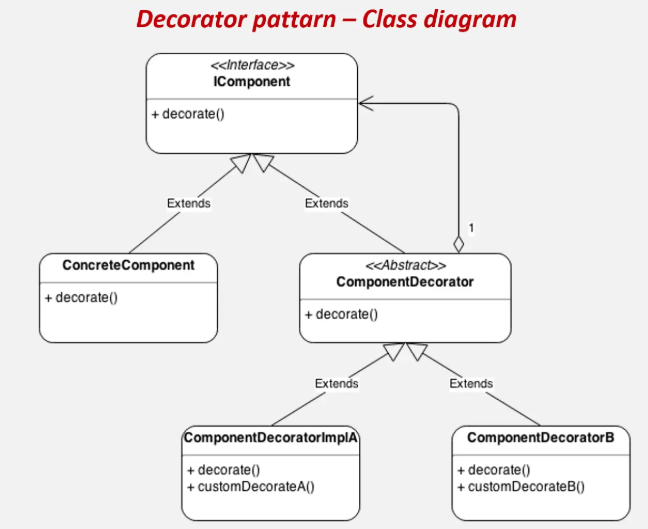 Decorator pattarn – Class diagram
<<Interface>>
IComponent
+ decorate()
Extends
Extends
1
ConcreteComponent
+ decorate()
<<Abstract>>
ComponentDecorator
+ decorate()
Extends
Extends
ComponentDecoratorImplA
+ decorate()
+ customDecorateA()
ComponentDecoratorB
+ decorate()
+ customDecorateB()